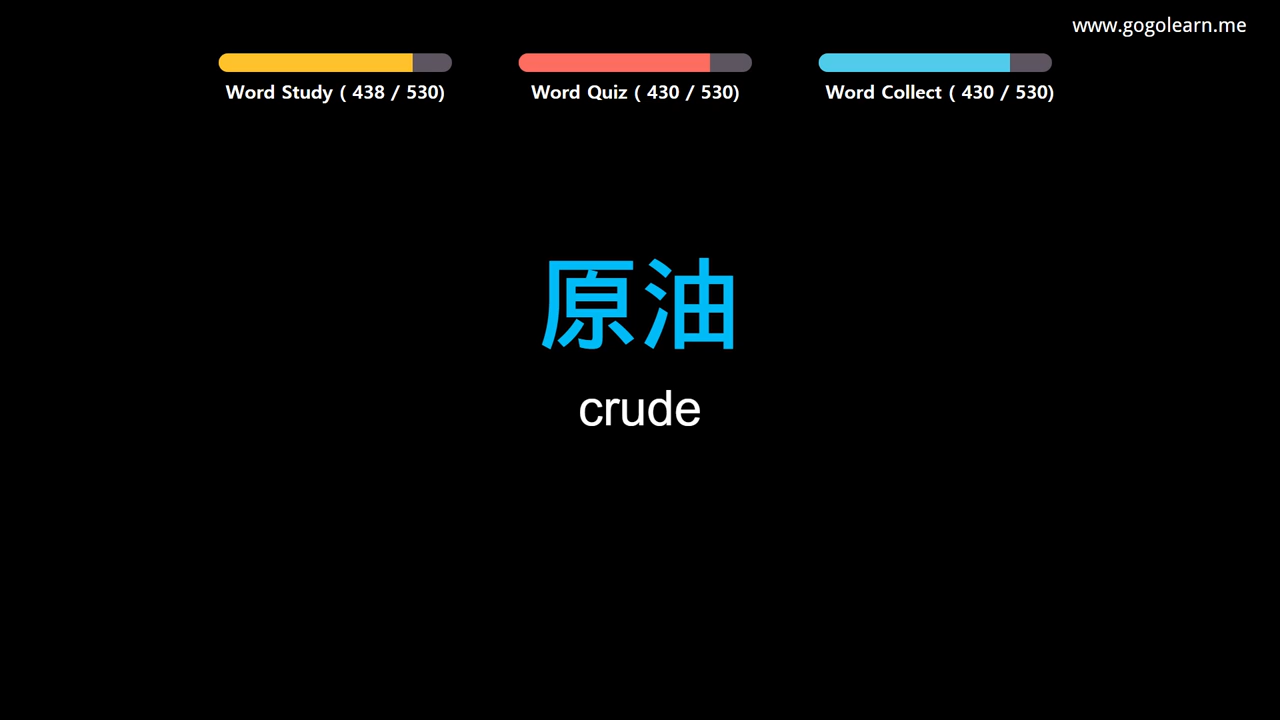 www.gogolearn.me
Word Study ( 438 / 530)
Word Quiz ( 430 / 530)
Word Collect ( 430 / 530)
原油
crude